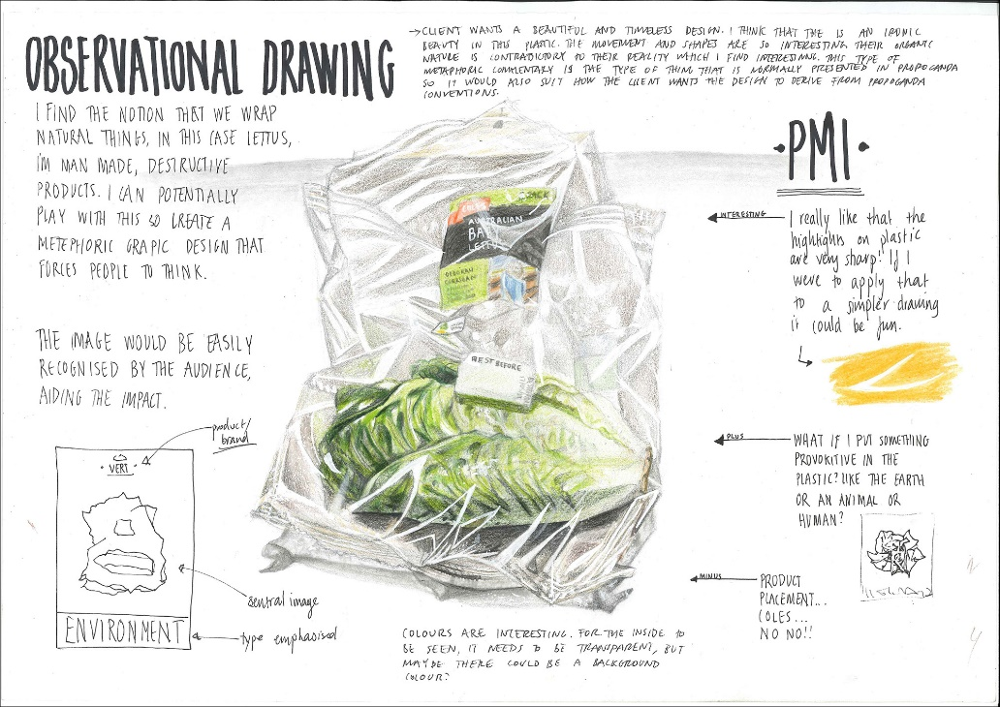 OBSERVATIONAL DRAWING
I FIND THE NOTION THAT WE WRAP
NATURAL THINGS, IN THIS CASE LETTUS,
I'M MAN MADE, DESTRUCTIVE
PRODUCTS. I CAN POTENTIALLY
PLAY WITH THIS SO CREATE A
METEPHORIC GRAPIC DESIGN THAT
FORCES PEOPLE TO THINK.
THE IMAGE WOULD BE EASILY
RECOGNISED BY THE AUDIENCE,
AIDING THE IMPACT.
product/
brand
VERT
sentral image
ENVIRONMENT
type emphasised
→ CLIENT WANTS A BEAUTIFUL AND TIMELESS DESIGN. I THINK THAT THE IS AN IRONIC
BEAUTY IN THIS PLASTIC. THE MOVEMENT AND SHAPES ARE SO INTERESTING THEIR ORGANIC
NATURE IS CONTRADICTORY TO THEIR REALITY WHICH I FIND INTERESTING. THIS TYPE OF
METAPHORIC COMMENTARY IS THE TYPE OF THING THAT IS NORMALLY PRESENTED IN PROPOGANDA
SO IT WOULD ALSO SUIT HOW THE CLIENT WANTS THE DESIGN TO DERIVE FROM PROPOGANDA
CONVENTIONS.
COLES
PACK
AUSTRALIAN
BABY
BEST BEFORE
COLOURS ARE INTERESTING. FOR THE INSIDE TO
BE SEEN, IT NEEDS TO BE TRANSPARENT, BUT
MAYBE THERE COULD BE A BACKGROUND
COLOUR?
•PMI•
INTERESTING
I really like that the
highlights on plastic
are very sharp! If I
were to apply that
to a simpler drawing
it could be fun.
PLUS
WHAT IF I PUT SOMETHING
PROVOKITIVE IN THE
PLASTIC? LIKE THE EARTH
OR AN ANIMAL OR
HUMAN?
MINUS
PRODUCT
PLACEMENT...
COLES...
NO NO!!